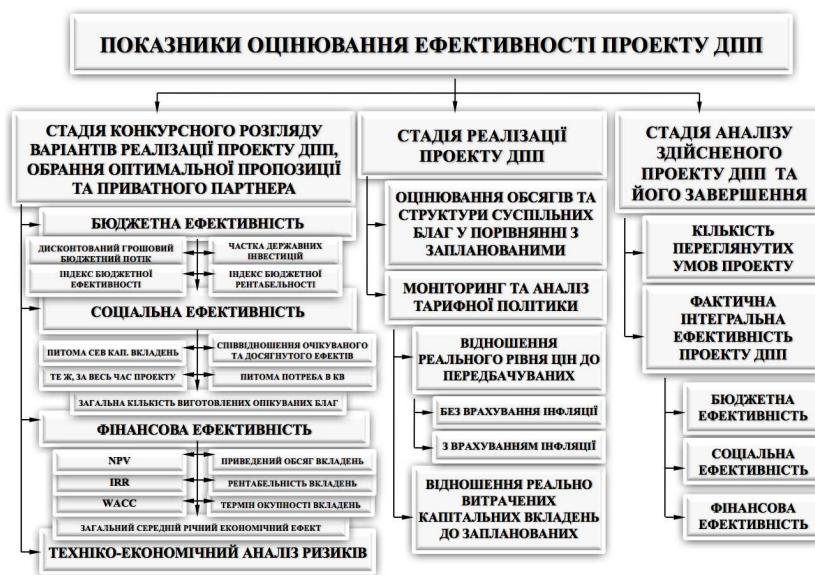 ПОКАЗНИКИ ОЦІНЮВАННЯ ЕФЕКТИВНОСТІ ПРОЕКТУ ДПП
СТАДІЯ КОНКУРСНОГО РОЗГЛЯДУ
ВАРІАНТІВ РЕАЛІЗАЦІЇ ПРОЕКТУ ДПП,
ОБРАННЯ ОПТИМАЛЬНОЇ ПРОПОЗИЦІЇ
ТА ПРИВАТНОГО ПАРТНЕРА
БЮДЖЕТНА ЕФЕКТИВНІСТЬ
ДИСКОНТОВАНИЙ ГРОШОВИЙ
БЮДЖЕТНИЙ ПОТІК
ЧАСТКА ДЕРЖАВНИХ
ІНВЕСТИЦІЙ
ІНДЕКС БЮДЖЕТНОЇ
ЕФЕКТИВНОСТІ
ІНДЕКС БЮДЖЕТНОЇ
РЕНТАБЕЛЬНОСТІ
СОЦІАЛЬНА ЕФЕКТИВНІСТЬ
ПИТОМА СЕВ КАП. ВКЛАДЕНЬ
СПІВВІДНОШЕННЯ ОЧІКУВАНОГО
ТА ДОСЯГНУТОГО ЕФЕКТІВ
ТЕ Ж, ЗА ВЕСЬ ЧАС ПРОЕКТУ
ПИТОМА ПОТРЕБА В КВ
ЗАГАЛЬНА КІЛЬКІСТЬ ВИГОТОВЛЕНИХ ОПІКУВАНИХ БЛАГ
ФІНАНСОВА ЕФЕКТИВНІСТЬ
NPV
ПРИВЕДЕНИЙ ОБСЯГ ВКЛАДЕНЬ
IRR
РЕНТАБЕЛЬНІСТЬ ВКЛАДЕНЬ
WACC
ТЕРМІН ОКУПНОСТІ ВКЛАДЕНЬ
ЗАГАЛЬНИЙ СЕРЕДНІЙ РІЧНИЙ ЕКОНОМІЧНИЙ ЕФЕКТ
ТЕХНІКО-ЕКОНОМІЧНИЙ АНАЛІЗ РИЗИКІВ
СТАДІЯ РЕАЛІЗАЦІЇ
ПРОЕКТУ ДПП
ОЦІНЮВАННЯ ОБСЯГІВ ТА
СТРУКТУРИ СУСПІЛЬНИХ
БЛАГ У ПОРІВНЯННІ З
ЗАПЛАНОВАНИМИ
МОНІТОРИНГ ТА АНАЛІЗ
ТАРИФНОЇ ПОЛІТИКИ
ВІДНОШЕННЯ
РЕАЛЬНОГО РІВНЯ ЦІН ДО
ПЕРЕДБАЧУВАНИХ
БЕЗ ВРАХУВАННЯ ІНФЛЯЦІЇ
З ВРАХУВАННЯМ ІНФЛЯЦІЇ
ВІДНОШЕННЯ РЕАЛЬНО
ВИТРАЧЕНИХ
КАПІТАЛЬНИХ ВКЛАДЕНЬ
ДО ЗАПЛАНОВАНИХ
СТАДІЯ АНАЛІЗУ
ЗДІЙСНЕНОГО
ПРОЕКТУ ДПП ТА
ЙОГО ЗАВЕРШЕННЯ
КІЛЬКІСТЬ
ПЕРЕГЛЯНУТИХ
УМОВ ПРОЕКТУ
ФАКТИЧНА
ІНТЕГРАЛЬНА
ЕФЕКТИВНІСТЬ
ПРОЕКТУ ДПП
БЮДЖЕТНА
ЕФЕКТИВНІСТЬ
СОЦІАЛЬНА
ЕФЕКТИВНІСТЬ
ФІНАНСОВА
ЕФЕКТИВНІСТЬ